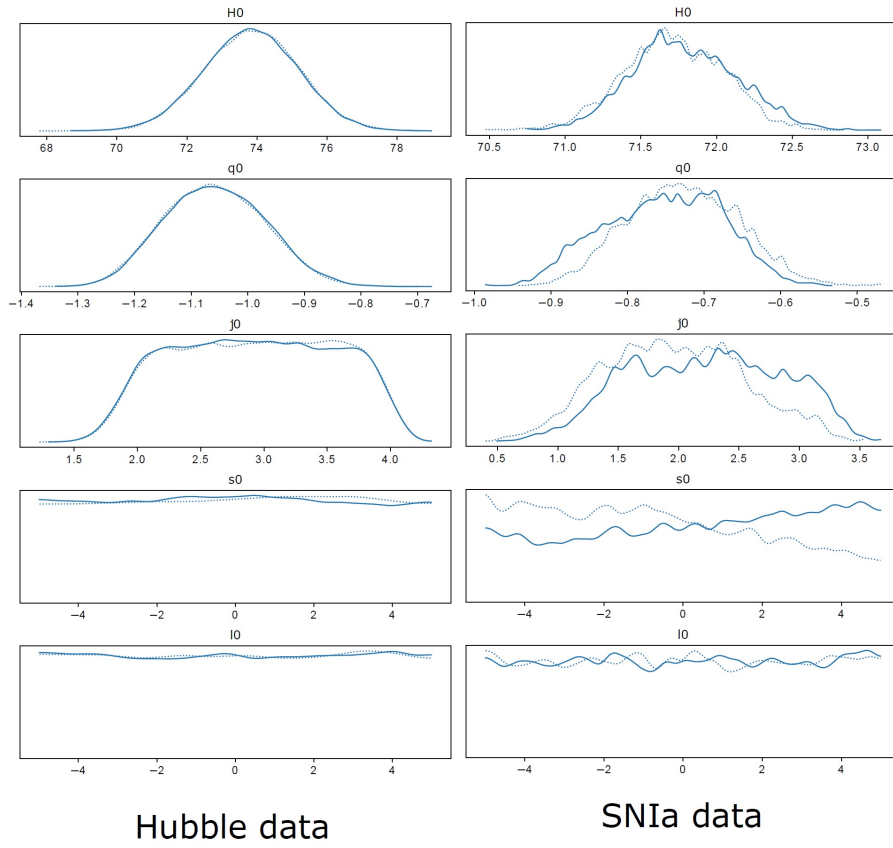 H0
68 70 72 74 76 78
q0
−1.4 −1.3 −1.2 −1.1 −1.0 −0.9 −0.8 −0.7
j0
1.5 2.0 2.5 3.0 3.5 4.0
s0
−4 −2 0 2 4
l0
−4 −2 0 2 4
Hubble data
H0
70.5 71.0 71.5 72.0 72.5 73.0
q0
−1.0 −0.9 −0.8 −0.7 −0.6 −0.5
j0
0.5 1.0 1.5 2.0 2.5 3.0 3.5
s0
−4 −2 0 2 4
l0
−4 −2 0 2 4
SNIa data